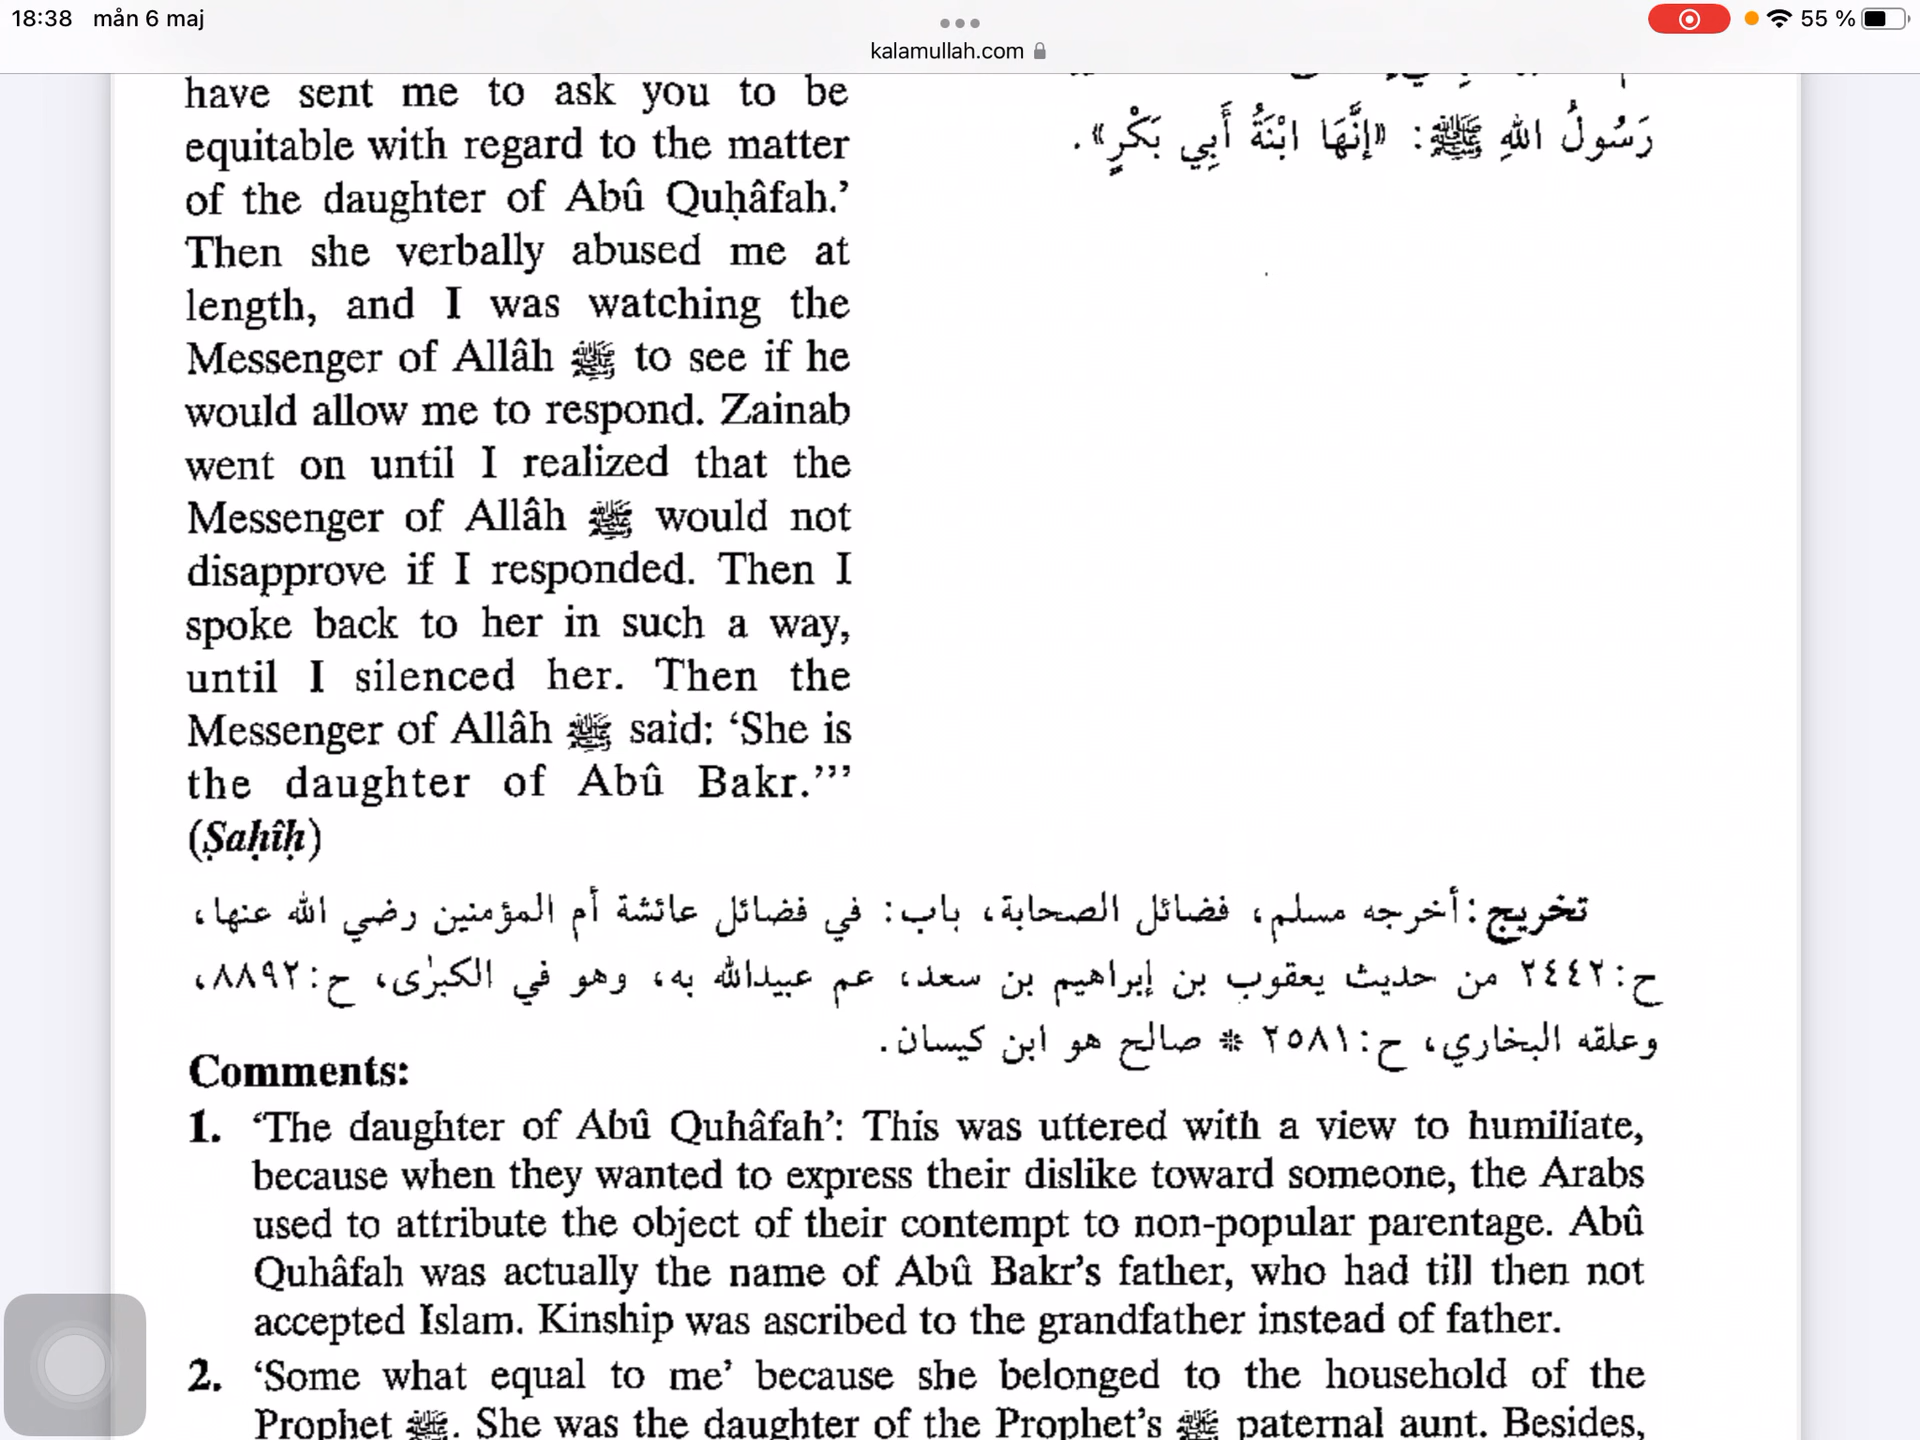 18:38 mån 6 maj
55 %
kalamullah.com
have sent me to ask you to be
equitable with regard to the matter
of the daughter of Abû Quḥâfah.’
Then she verbally abused me at
length, and I was watching the
Messenger of Allâh ﷺ to see if he
would allow me to respond. Zainab
went on until I realized that the
Messenger of Allâh ﷺ would not
disapprove if I responded. Then I
spoke back to her in such a way,
until I silenced her. Then the
Messenger of Allâh ﷺ said: ‘She is
the daughter of Abû Bakr.’”
(Ṣaḥîḥ)
رَسُولُ اللهِ ﷺ: «إِنَّهَا ابْنَةُ أَبِي بَكْرٍ».
تخريج: أخرجه مسلم، فضائل الصحابة، باب: في فضائل عائشة أم المؤمنين رضي الله عنها،
ح:٢٤٤٢ من حديث يعقوب بن إبراهيم بن سعد، عم عبيدالله به، وهو في الكبرٰى، ح:٨٨٩٢،
وعلقه البخاري، ح:٢٥٨١ * صالح هو ابن كيسان.
Comments:
1. ‘The daughter of Abû Quhâfah’: This was uttered with a view to humiliate,
because when they wanted to express their dislike toward someone, the Arabs
used to attribute the object of their contempt to non-popular parentage. Abû
Quhâfah was actually the name of Abû Bakr’s father, who had till then not
accepted Islam. Kinship was ascribed to the grandfather instead of father.
2. ‘Some what equal to me’ because she belonged to the household of the
Prophet ﷺ. She was the daughter of the Prophet’s ﷺ paternal aunt. Besides,